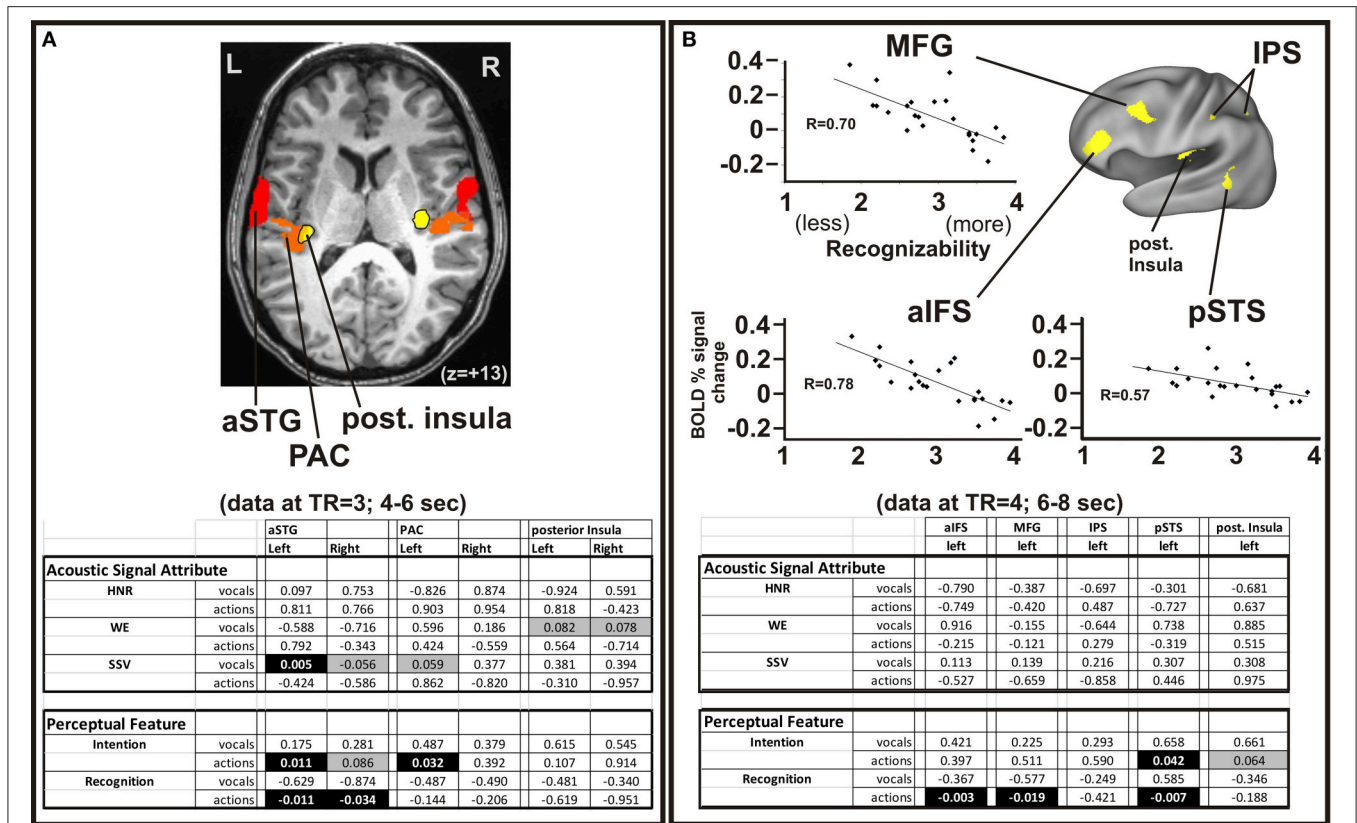 A
L
R
(z=+13)
aSTG
post. insula
PAC
(data at TR=3; 4-6 sec)
aSTG PAC posterior Insula
Left Right Left Right Left Right
Acoustic Signal Attribute
HNR vocals 0.097 0.753 -0.826 0.874 -0.924 0.591
actions 0.811 0.766 0.903 0.954 0.818 -0.423
WE vocals -0.588 -0.716 0.596 0.186 0.082 0.078
actions 0.792 -0.343 0.424 -0.559 0.564 -0.714
SSV vocals 0.005 -0.056 0.059 0.377 0.381 0.394
actions -0.424 -0.586 0.862 -0.820 -0.310 -0.957
Perceptual Feature
Intention vocals 0.175 0.281 0.487 0.379 0.615 0.545
actions 0.011 0.086 0.032 0.392 0.107 0.914
Recognition vocals -0.629 -0.874 -0.487 -0.490 -0.481 -0.340
actions -0.011 -0.034 -0.144 -0.206 -0.619 -0.951
B
MFG
IPS
0.4
0.2
0
-0.2
R=0.70
1 2 3 4
(less) (more)
Recognizability
post.
Insula
aIFS
pSTS
BOLD % signal
change
0.4
0.2
0
-0.2
R=0.78
1 2 3 4
0.4
0.2
0
-0.2
R=0.57
1 2 3 4
(data at TR=4; 6-8 sec)
aIFS MFG IPS pSTS post. Insula
left left left left left
Acoustic Signal Attribute
HNR vocals -0.790 -0.387 -0.697 -0.301 -0.681
actions -0.749 -0.420 0.487 -0.727 0.637
WE vocals 0.916 -0.155 -0.644 0.738 0.885
actions -0.215 -0.121 0.279 -0.319 0.515
SSV vocals 0.113 0.139 0.216 0.307 0.308
actions -0.527 -0.659 -0.858 0.446 0.975
Perceptual Feature
Intention vocals 0.421 0.225 0.293 0.658 0.661
actions 0.397 0.511 0.590 0.042 0.064
Recognition vocals -0.367 -0.577 -0.249 0.585 -0.346
actions -0.003 -0.019 -0.421 -0.007 -0.188